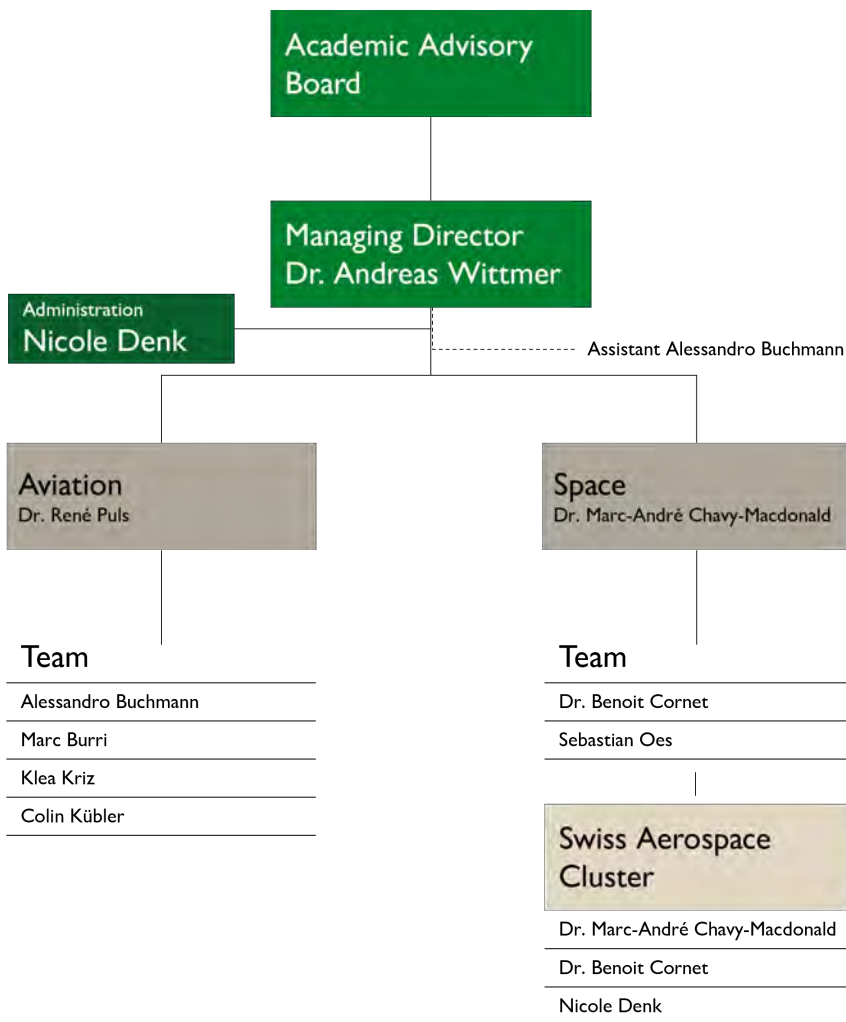 Academic Advisory
Board
Managing Director
Dr. Andreas Wittmer
Administration
Nicole Denk
Assistant Alessandro Buchmann
Aviation
Dr. René Puls
Space
Dr. Marc-André Chavy-Macdonald
Team
Alessandro Buchmann
Marc Burri
Klea Kriz
Colin Kübler
Team
Dr. Benoit Cornet
Sebastian Oes
Swiss Aerospace
Cluster
Dr. Marc-André Chavy-Macdonald
Dr. Benoit Cornet
Nicole Denk